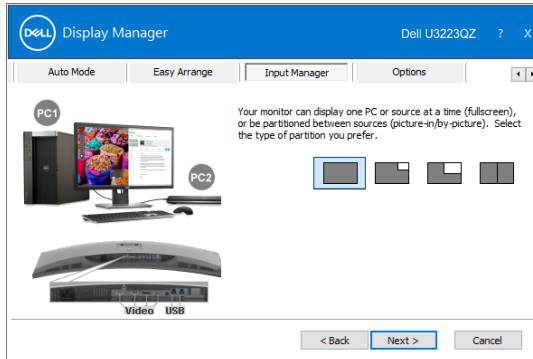 DELL Display Manager
Dell U3223QZ ? X
Auto Mode Easy Arrange Input Manager Options
PC1
Your monitor can display one PC or source at a time (fullscreen),
or be partitioned between sources (picture-in/by-picture). Select
the type of partition you prefer.
PC2
Video USB
< Back Next > Cancel